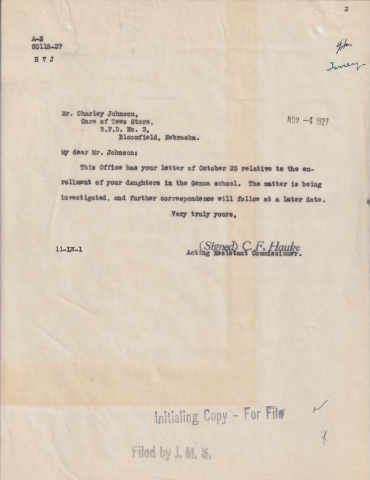 2
A-S
50118-27
H V J
Mr. Charley Johnson,
Care of Tews Store,
R.F.D. No. 3,
Bloomfield, Nebraska.
NOV -4 1927
My dear Mr. Johnson:
This Office has your letter of October 25 relative to the en-
rollment of your daughters in the Genoa school. The matter is being
investigated, and further correspondence will follow at a later date.
Very truly yours,
(Signed) C. F. Hauke
Acting Assistant Commissioner.
11-LW-1
Initialing Copy - For File
Filed by J. M. S.